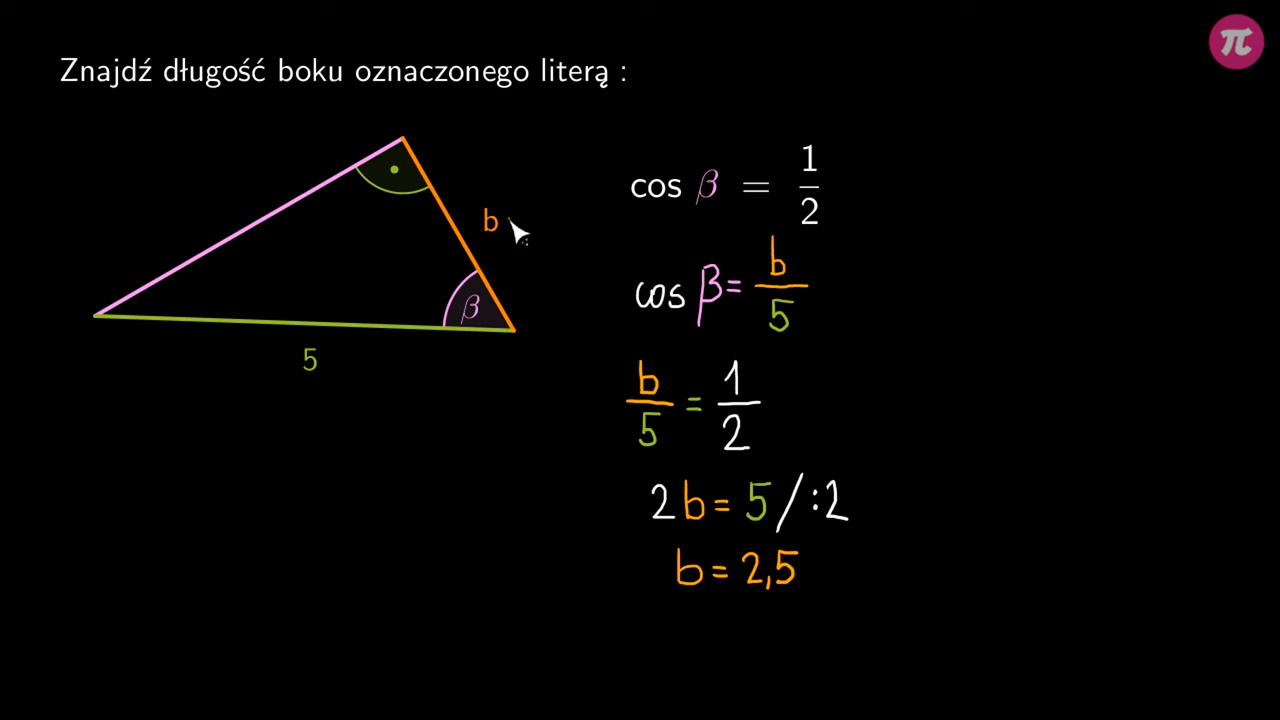 Znajdź długość boku oznaczonego literą :
π
b
β
5
cos β = 1/2
cos β = b/5
b/5 = 1/2
2b = 5 / :2
b = 2,5